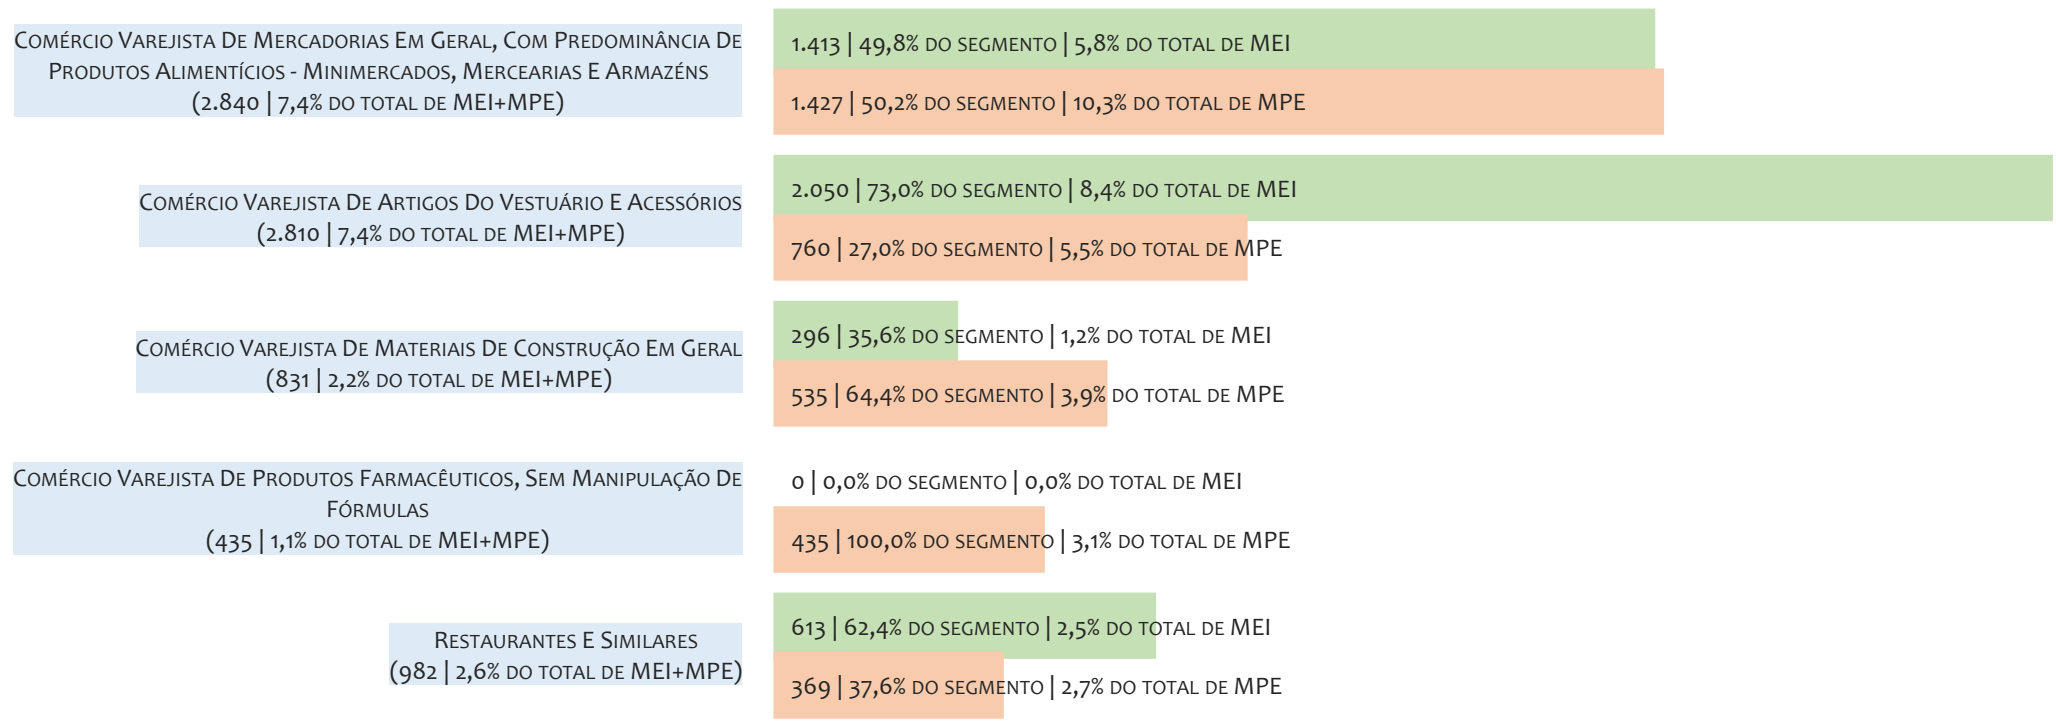 Comércio Varejista De Mercadorias Em Geral, Com Predominância De
Produtos Alimentícios - Minimercados, Mercearias E Armazéns
(2.840 | 7,4% do total de MEI+MPE)
1.413 | 49,8% do segmento | 5,8% do total de MEI
1.427 | 50,2% do segmento | 10,3% do total de MPE
Comércio Varejista De Artigos Do Vestuário E Acessórios
(2.810 | 7,4% do total de MEI+MPE)
2.050 | 73,0% do segmento | 8,4% do total de MEI
760 | 27,0% do segmento | 5,5% do total de MPE
Comércio Varejista De Materiais De Construção Em Geral
(831 | 2,2% do total de MEI+MPE)
296 | 35,6% do segmento | 1,2% do total de MEI
535 | 64,4% do segmento | 3,9% do total de MPE
Comércio Varejista De Produtos Farmacêuticos, Sem Manipulação De
Fórmulas
(435 | 1,1% do total de MEI+MPE)
0 | 0,0% do segmento | 0,0% do total de MEI
435 | 100,0% do segmento | 3,1% do total de MPE
Restaurantes E Similares
(982 | 2,6% do total de MEI+MPE)
613 | 62,4% do segmento | 2,5% do total de MEI
369 | 37,6% do segmento | 2,7% do total de MPE